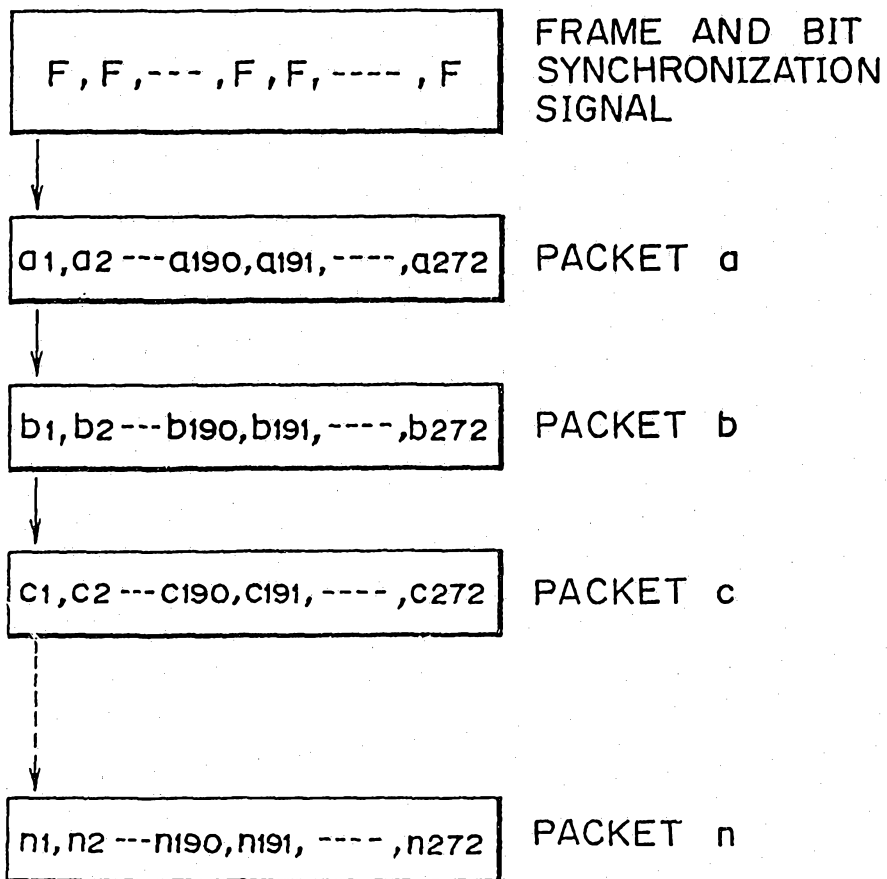 F, F, ---, F, F, ----, F
FRAME AND BIT
SYNCHRONIZATION
SIGNAL
a1, a2 --- a190, a191, ----, a272
PACKET a
b1, b2 --- b190, b191, ----, b272
PACKET b
c1, c2 --- c190, c191, ----, c272
PACKET c
n1, n2 --- n190, n191, ----, n272
PACKET n